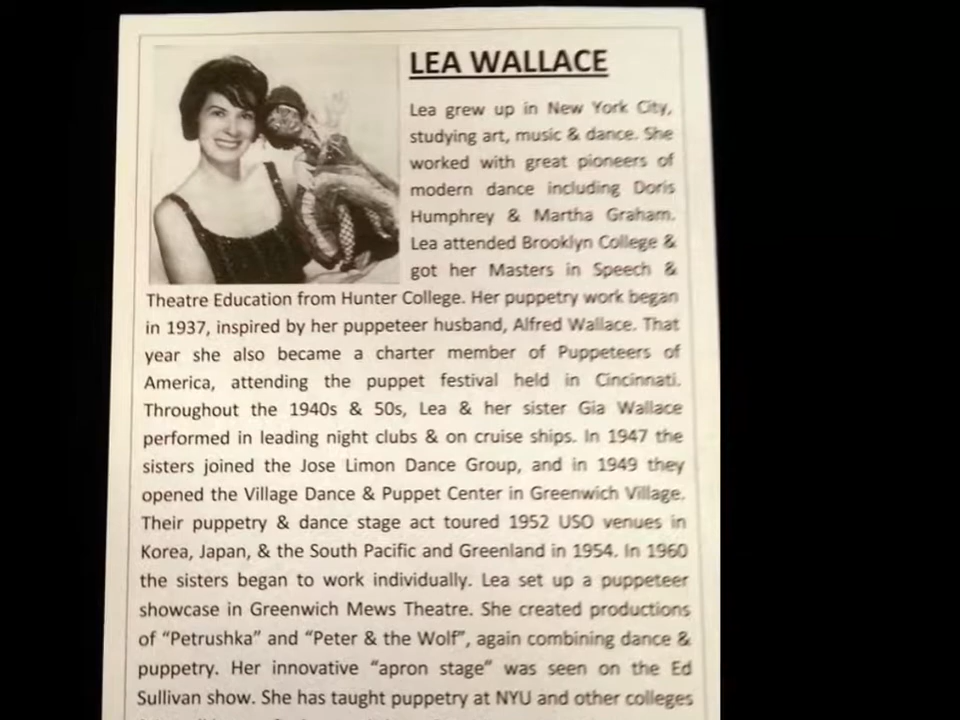 LEA WALLACE
Lea grew up in New York City,
studying art, music & dance. She
worked with great pioneers of
modern dance including Doris
Humphrey & Martha Graham.
Lea attended Brooklyn College &
got her Masters in Speech &
Theatre Education from Hunter College. Her puppetry work began
in 1937, inspired by her puppeteer husband, Alfred Wallace. That
year she also became a charter member of Puppeteers of
America, attending the puppet festival held in Cincinnati.
Throughout the 1940s & 50s, Lea & her sister Gia Wallace
performed in leading night clubs & on cruise ships. In 1947 the
sisters joined the Jose Limon Dance Group, and in 1949 they
opened the Village Dance & Puppet Center in Greenwich Village.
Their puppetry & dance stage act toured 1952 USO venues in
Korea, Japan, & the South Pacific and Greenland in 1954. In 1960
the sisters began to work individually. Lea set up a puppeteer
showcase in Greenwich Mews Theatre. She created productions
of “Petrushka” and “Peter & the Wolf”, again combining dance &
puppetry. Her innovative “apron stage” was seen on the Ed
Sullivan show. She has taught puppetry at NYU and other colleges